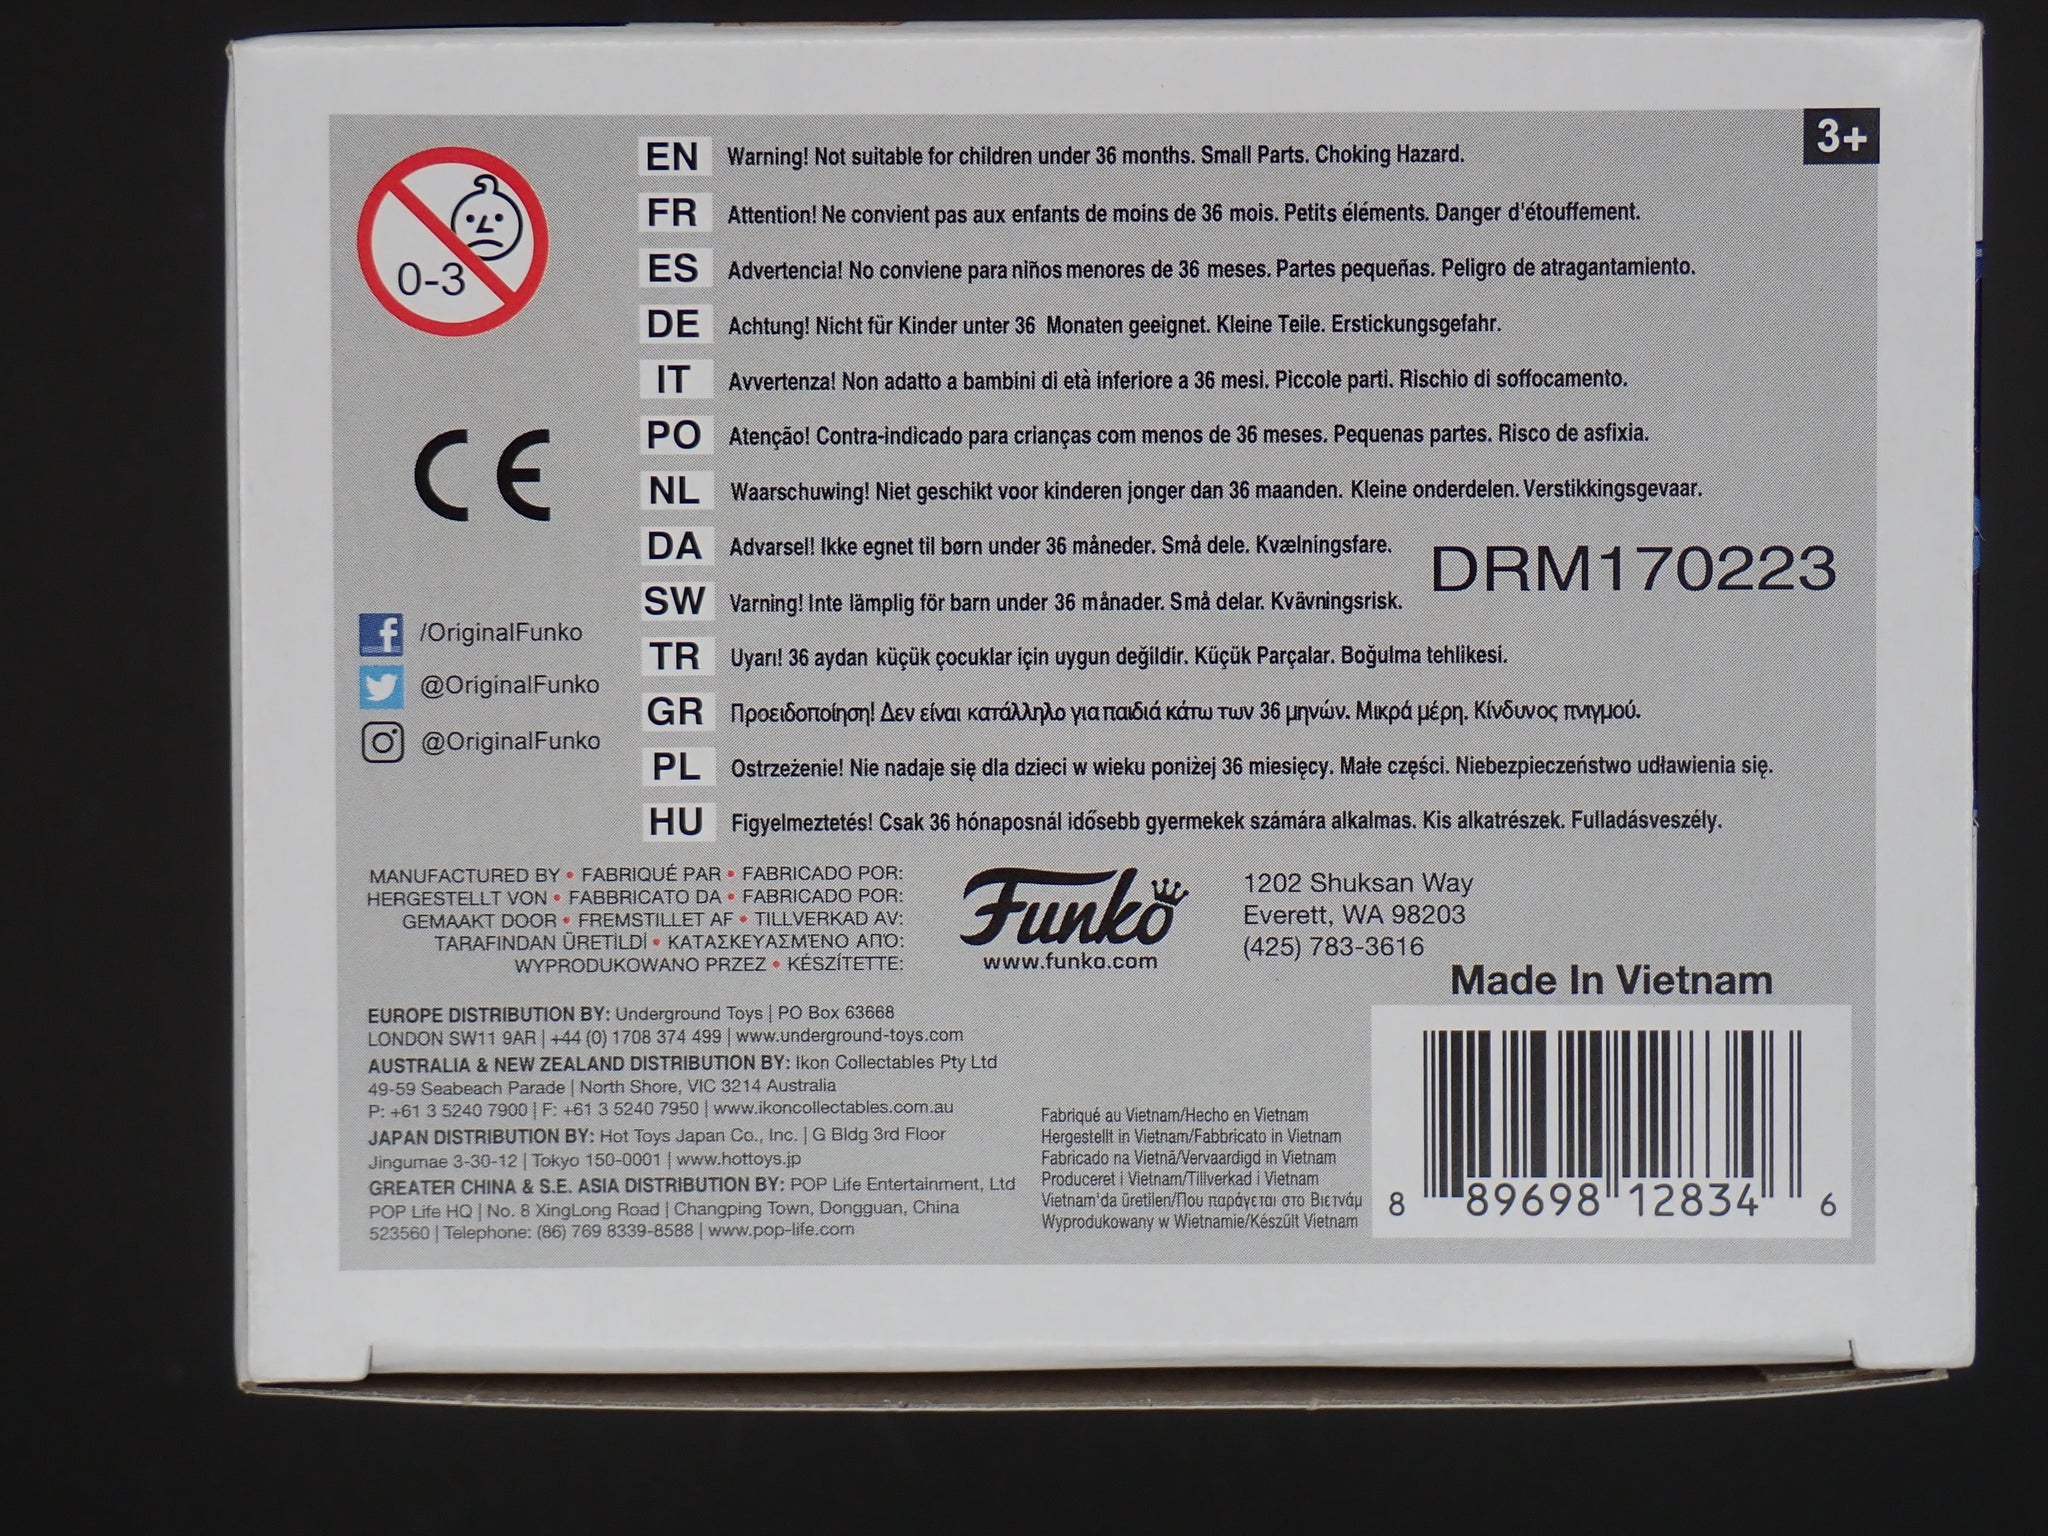 3+
0-3
EN Warning! Not suitable for children under 36 months. Small Parts. Choking Hazard.
FR Attention! Ne convient pas aux enfants de moins de 36 mois. Petits éléments. Danger d'étouffement.
ES Advertencia! No conviene para niños menores de 36 meses. Partes pequeñas. Peligro de atragantamiento.
DE Achtung! Nicht für Kinder unter 36 Monaten geeignet. Kleine Teile. Erstickungsgefahr.
IT Avvertenza! Non adatto a bambini di età inferiore a 36 mesi. Piccole parti. Rischio di soffocamento.
PO Atenção! Contra-indicado para crianças com menos de 36 meses. Pequenas partes. Risco de asfixia.
NL Waarschuwing! Niet geschikt voor kinderen jonger dan 36 maanden. Kleine onderdelen. Verstikkingsgevaar.
DA Advarsel! Ikke egnet til børn under 36 måneder. Små dele. Kvælningsfare.
SW Varning! Inte lämplig för barn under 36 månader. Små delar. Kvävningsrisk.
TR Uyarı! 36 aydan küçük çocuklar için uygun değildir. Küçük Parçalar. Boğulma tehlikesi.
GR Προειδοποίηση! Δεν είναι κατάλληλο για παιδιά κάτω των 36 μηνών. Μικρά μέρη. Κίνδυνος πνιγμού.
PL Ostrzeżenie! Nie nadaje się dla dzieci w wieku poniżej 36 miesięcy. Małe części. Niebezpieczeństwo udławienia się.
HU Figyelmeztetés! Csak 36 hónaposnál idősebb gyermekek számára alkalmas. Kis alkatrészek. Fulladásveszély.
DRM170223
CE
/OriginalFunko
@OriginalFunko
@OriginalFunko
MANUFACTURED BY • FABRIQUÉ PAR • FABRICADO POR:
HERGESTELLT VON • FABBRICATO DA • FABRICADO POR:
GEMAAKT DOOR • FREMSTILLET AF • TILLVERKAD AV:
TARAFINDAN ÜRETİLDİ • ΚΑΤΑΣΚΕΥΑΣΜΈΝΟ ΑΠΌ:
WYPRODUKOWANO PRZEZ • KÉSZÍTETTE:
Funko
www.funko.com
1202 Shuksan Way
Everett, WA 98203
(425) 783-3616
EUROPE DISTRIBUTION BY: Underground Toys | PO Box 63668
LONDON SW11 9AR | +44 (0) 1708 374 499 | www.underground-toys.com
AUSTRALIA & NEW ZEALAND DISTRIBUTION BY: Ikon Collectables Pty Ltd
49-59 Seabeach Parade | North Shore, VIC 3214 Australia
P: +61 3 5240 7900 | F: +61 3 5240 7950 | www.ikoncollectables.com.au
JAPAN DISTRIBUTION BY: Hot Toys Japan Co., Inc. | G Bldg 3rd Floor
Jingumae 3-30-12 | Tokyo 150-0001 | www.hottoys.jp
GREATER CHINA & S.E. ASIA DISTRIBUTION BY: POP Life Entertainment, Ltd
POP Life HQ | No. 8 XingLong Road | Changping Town, Dongguan, China
523560 | Telephone: (86) 769 8339-8588 | www.pop-life.com
Fabriqué au Vietnam/Hecho en Vietnam
Hergestellt in Vietnam/Fabbricato in Vietnam
Fabricado na Vietnã/Vervaardigd in Vietnam
Produceret i Vietnam/Tillverkad i Vietnam
Vietnam'da üretilen/Που παράγεται στο Βιετνάμ
Wyprodukowany w Wietnamie/Készült Vietnam
Made In Vietnam
8 89698 12834 6